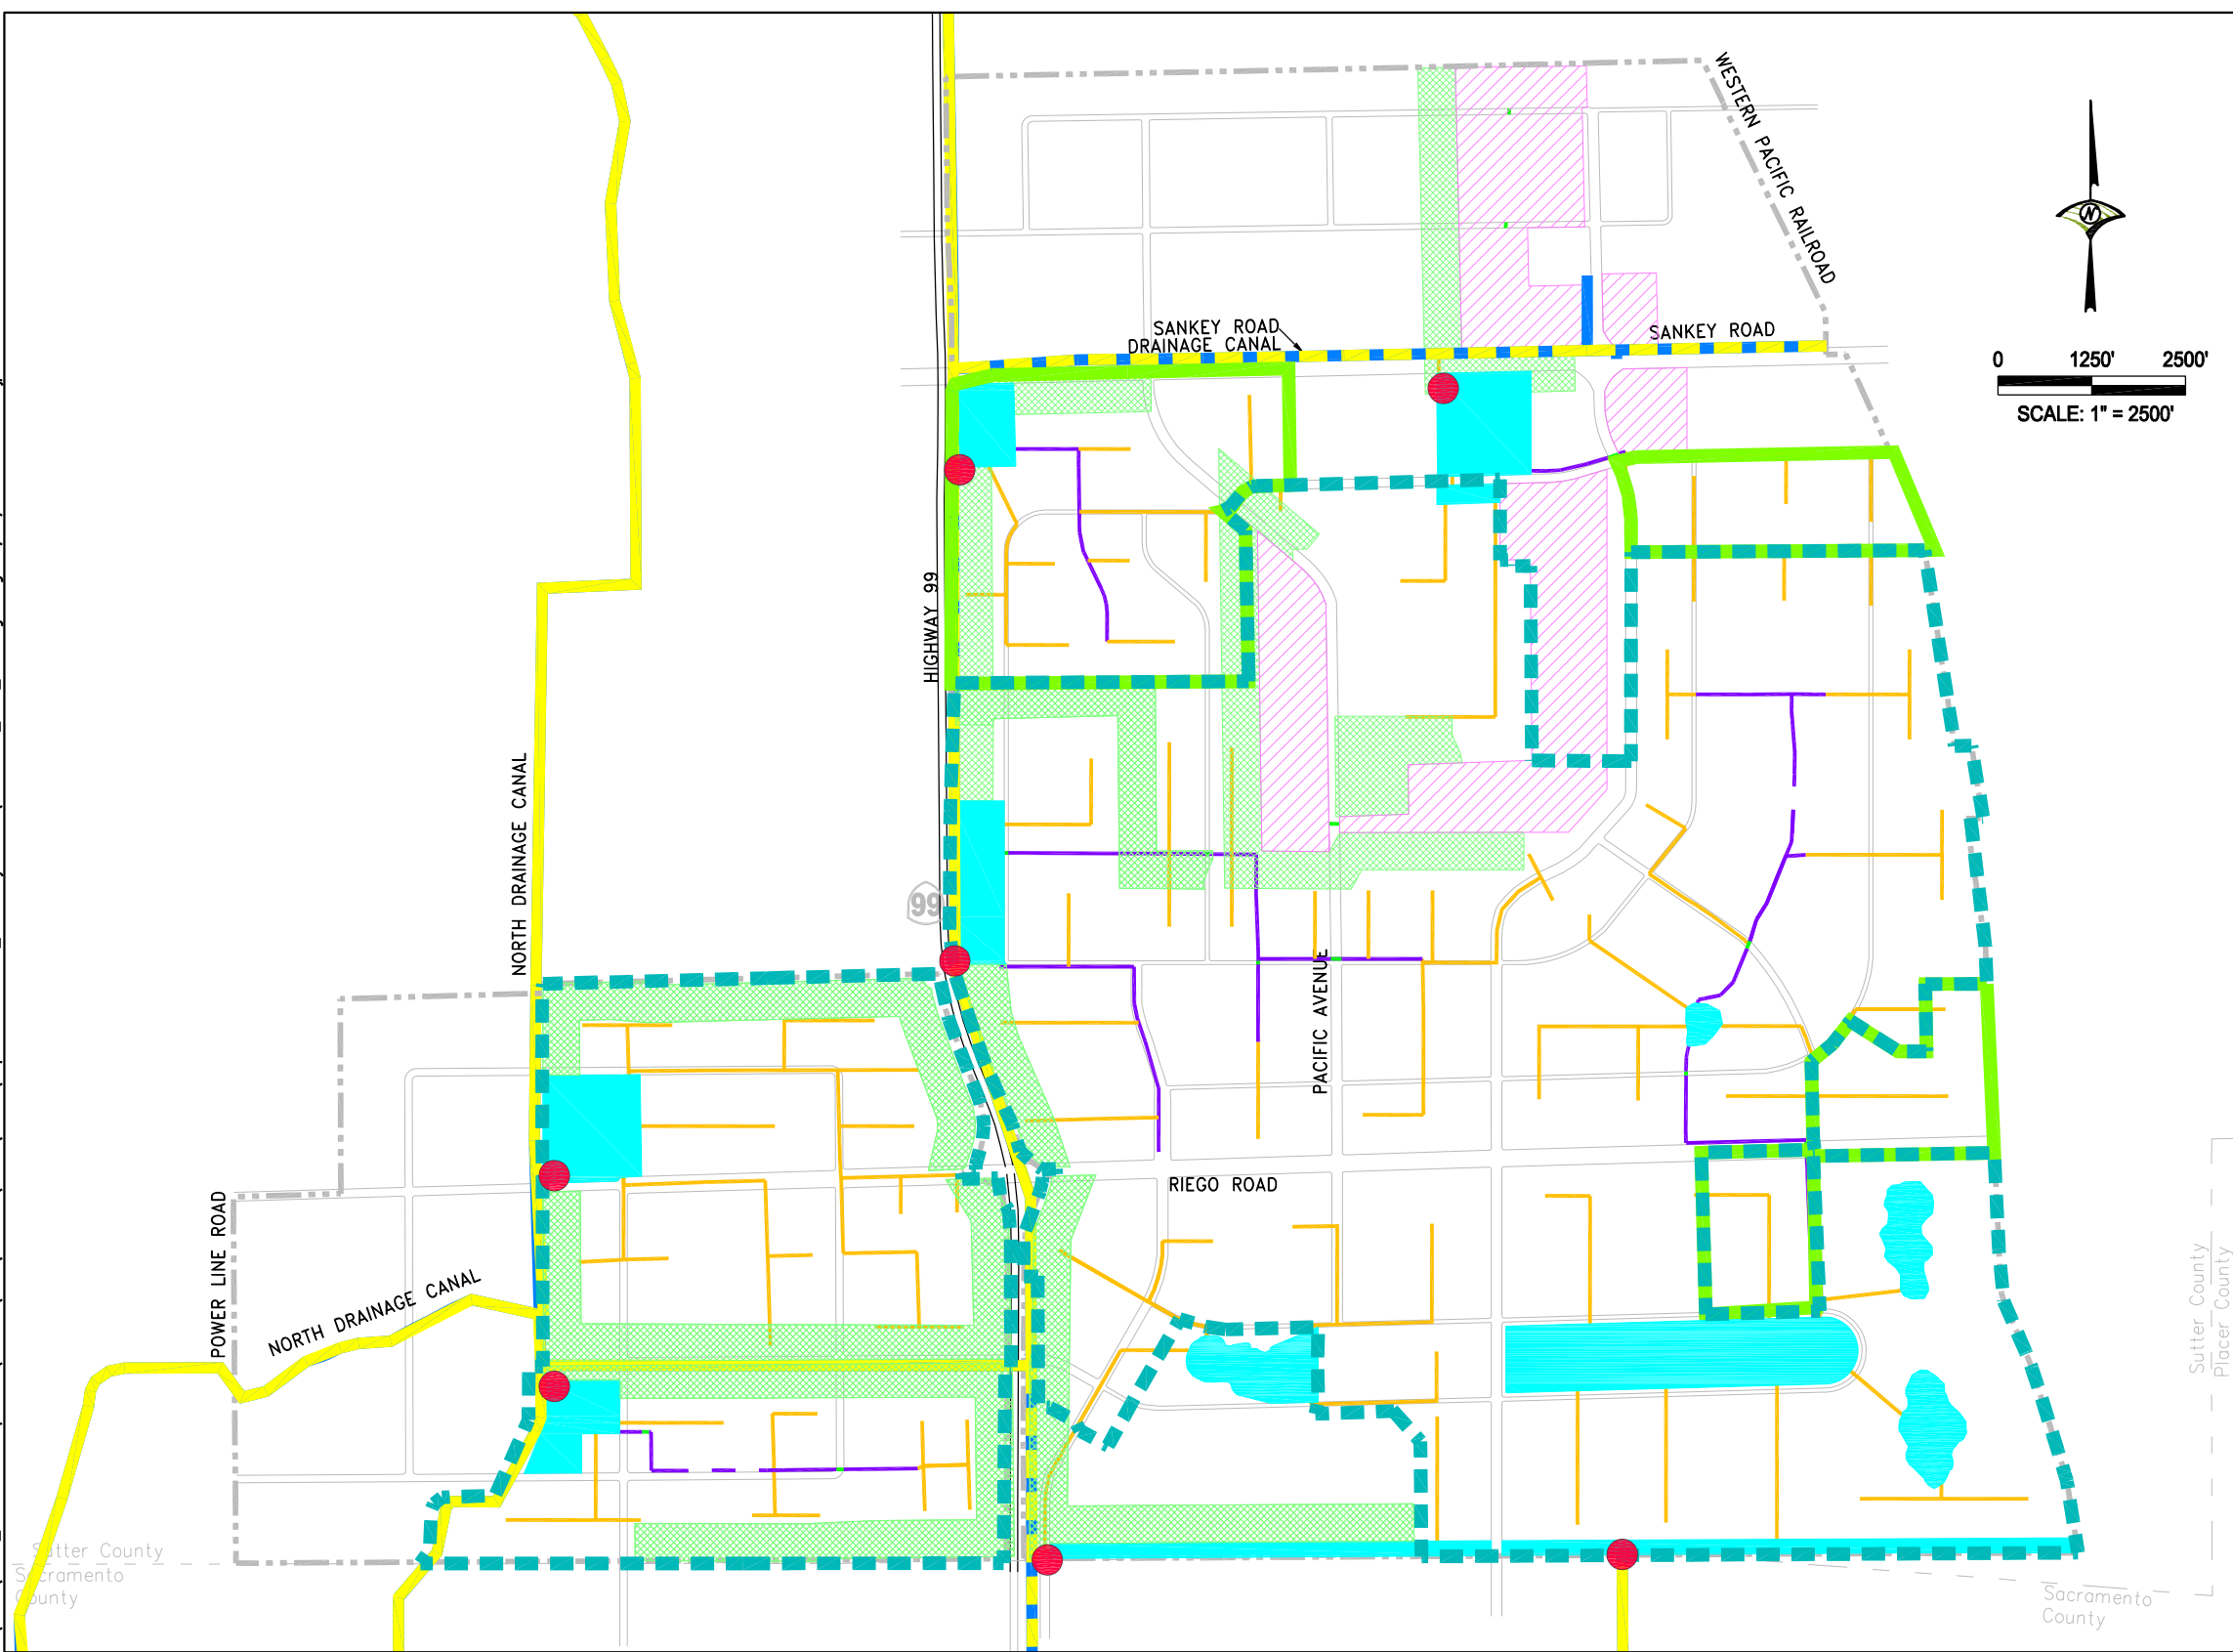 WESTERN PACIFIC RAILROAD
N
SANKEY ROAD
DRAINAGE CANAL
SANKEY ROAD
0 1250' 2500'
SCALE: 1" = 2500'
HIGHWAY 99
NORTH DRAINAGE CANAL
99
PACIFIC AVENUE
RIEGO ROAD
POWER LINE ROAD
NORTH DRAINAGE CANAL
Sutter County
Placer County
Sutter County
Sacramento
County
Sacramento
County